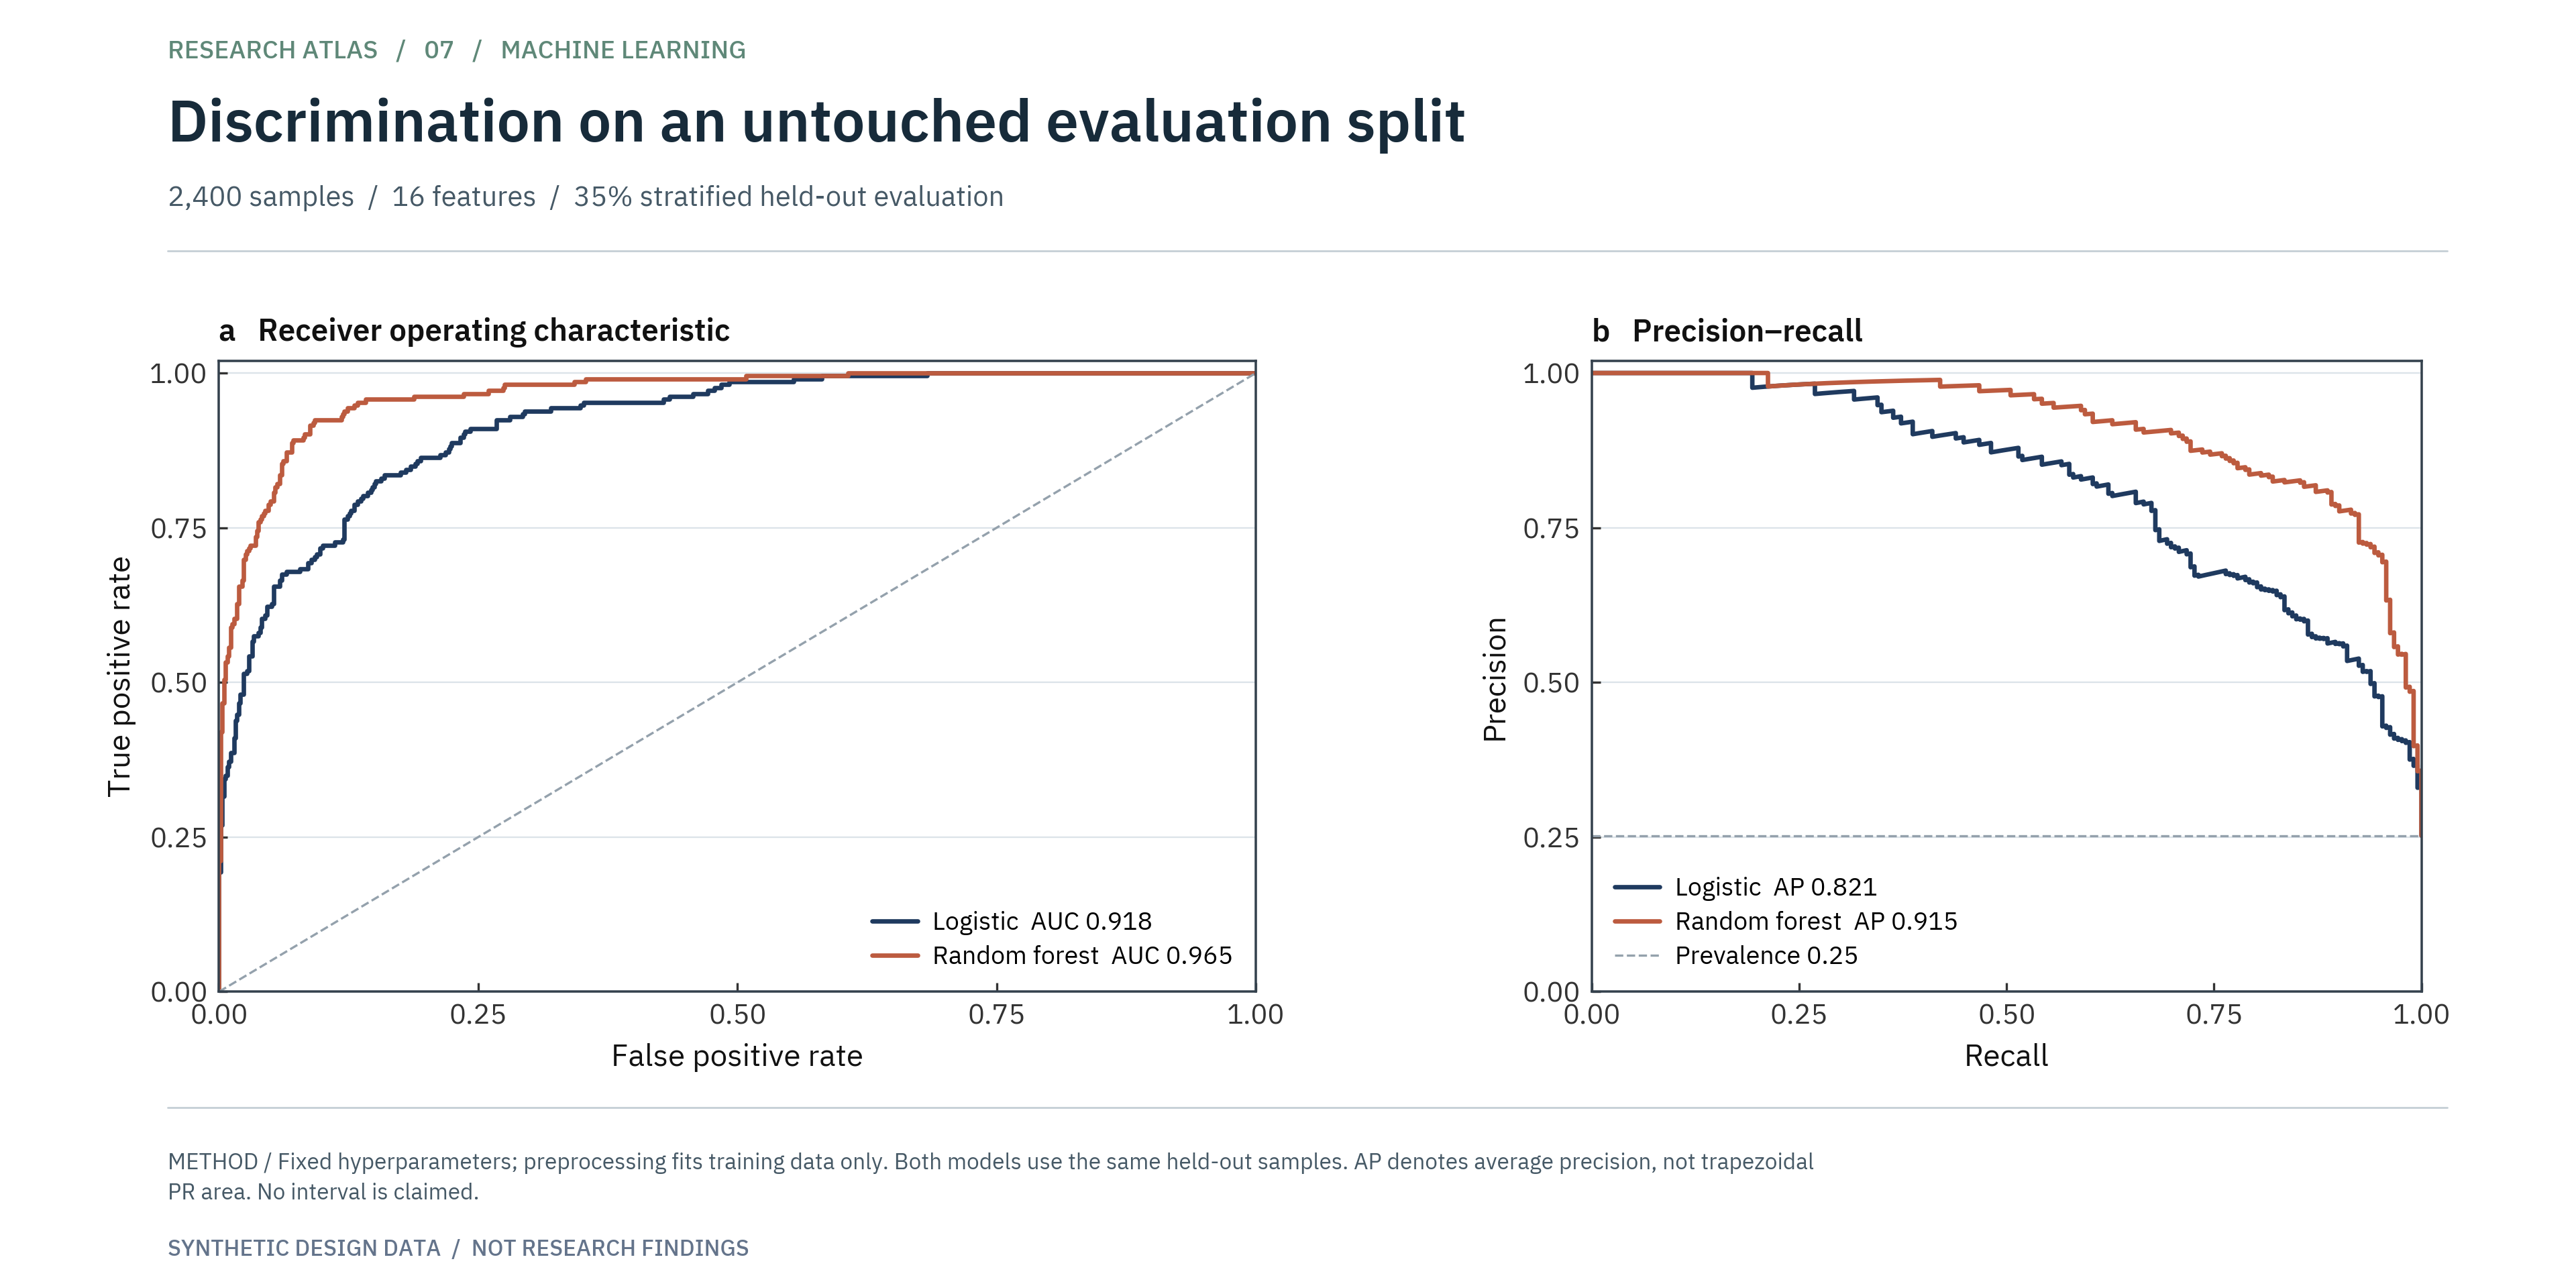 RESEARCH ATLAS / 07 / MACHINE LEARNING
Discrimination on an untouched evaluation split
2,400 samples / 16 features / 35% stratified held-out evaluation
a Receiver operating characteristic
1.00
0.75
0.50
0.25
0.00
True positive rate
0.00 0.25 0.50 0.75 1.00
False positive rate
Logistic AUC 0.918
Random forest AUC 0.965
b Precision–recall
1.00
0.75
0.50
0.25
0.00
Precision
0.00 0.25 0.50 0.75 1.00
Recall
Logistic AP 0.821
Random forest AP 0.915
Prevalence 0.25
METHOD / Fixed hyperparameters; preprocessing fits training data only. Both models use the same held-out samples. AP denotes average precision, not trapezoidal
PR area. No interval is claimed.
SYNTHETIC DESIGN DATA / NOT RESEARCH FINDINGS